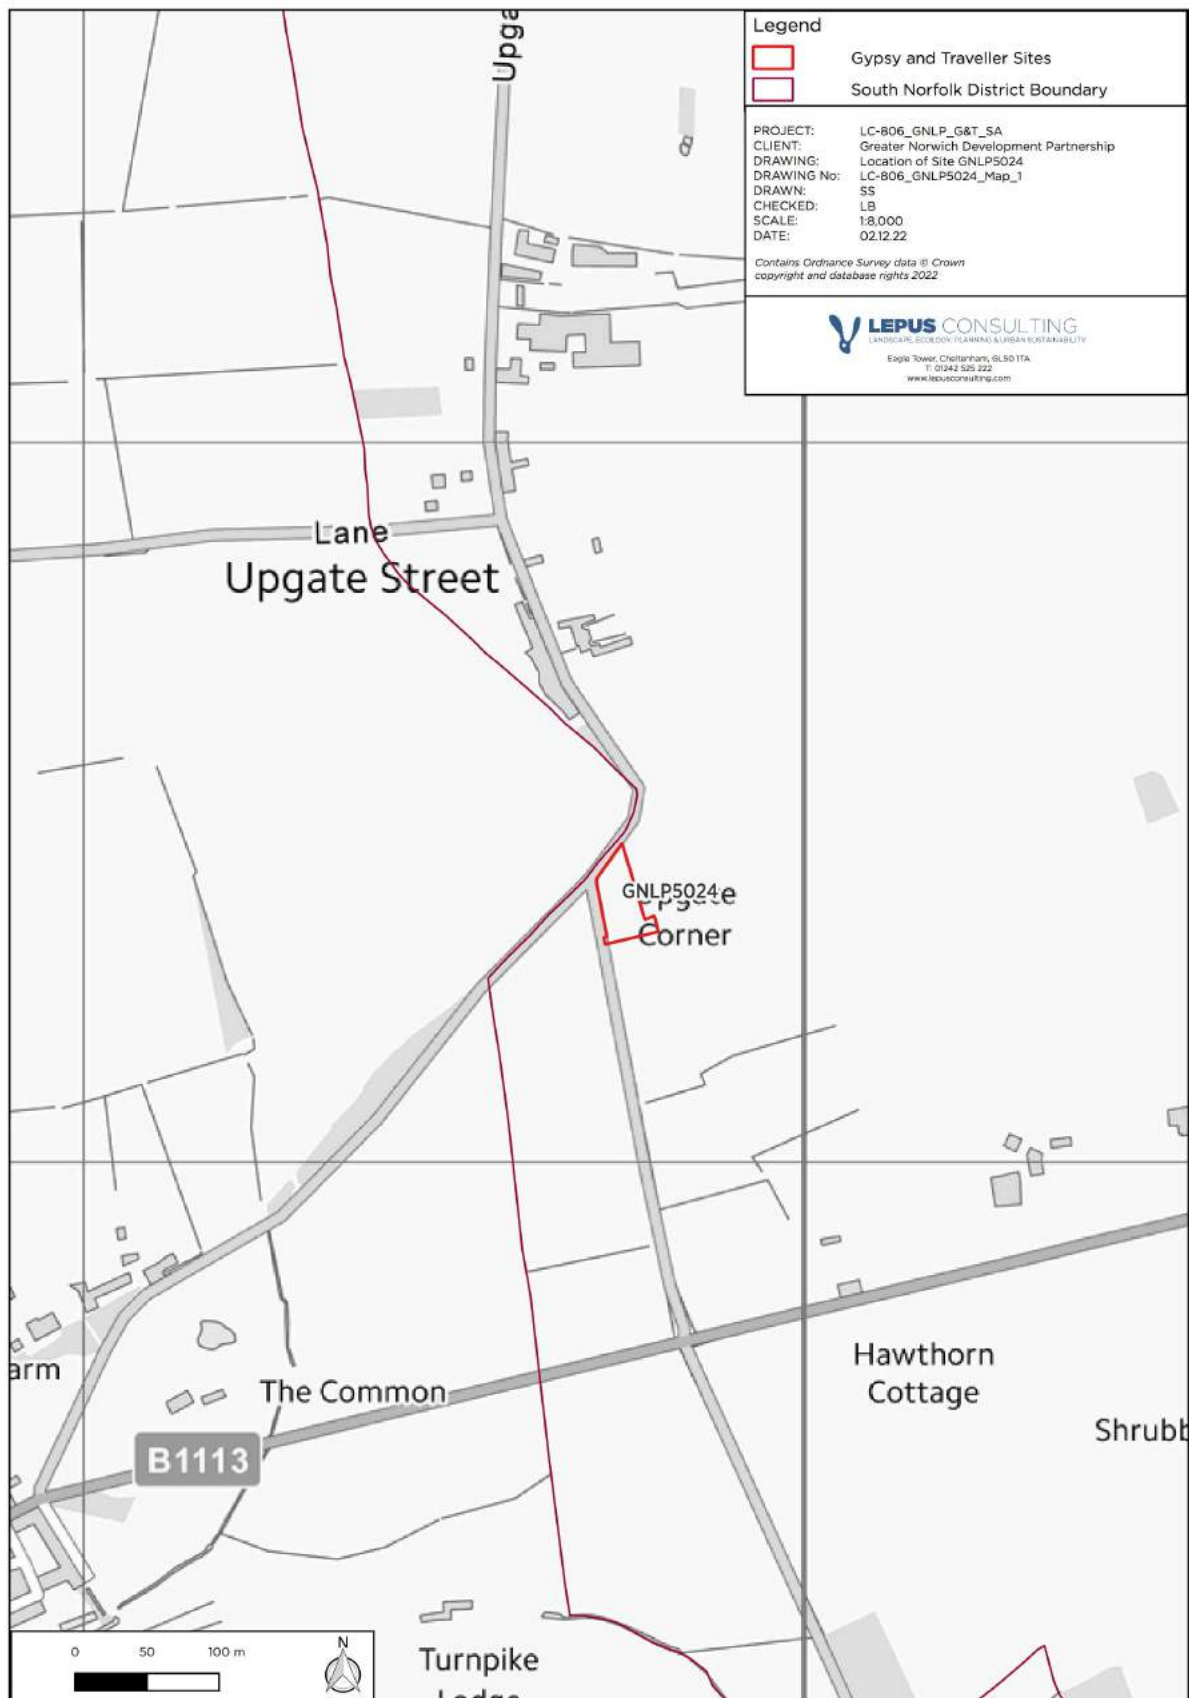 Upga
Legend
Gypsy and Traveller Sites
South Norfolk District Boundary
PROJECT: LC-806_GNLP_G&T_SA
CLIENT: Greater Norwich Development Partnership
DRAWING: Location of Site GNLP5024
DRAWING No: LC-806_GNLP5024_Map_1
DRAWN: SS
CHECKED: LB
SCALE: 1:8,000
DATE: 02.12.22
Contains Ordnance Survey data © Crown
copyright and database rights 2022
LEPUS CONSULTING
LANDSCAPE, ECOLOGY, PLANNING & URBAN SUSTAINABILITY
Eagle Tower, Cheltenham, GL50 1TA
T: 01242 525 222
www.lepusconsulting.com
Lane
Upgate Street
GNLP5024
Upgate
Corner
Hawthorn
Cottage
arm
The Common
Shrubb
B1113
Turnpike
Lodge
0 50 100 m
N